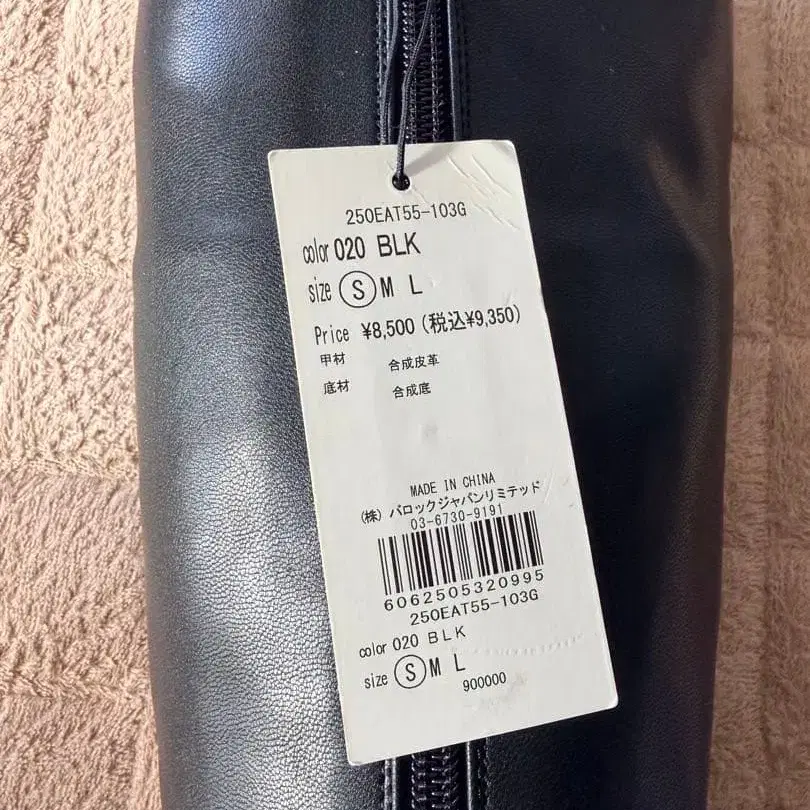 250EAT55-103G
color 020 BLK
size S M L
Price ¥8,500(税込¥9,350)
甲材 合成皮革
底材 合成底
MADE IN CHINA
(株)バロックジャパンリミテッド
03-6730-9191
6062505320995
250EAT55-103G
color 020 BLK
size S M L
900000